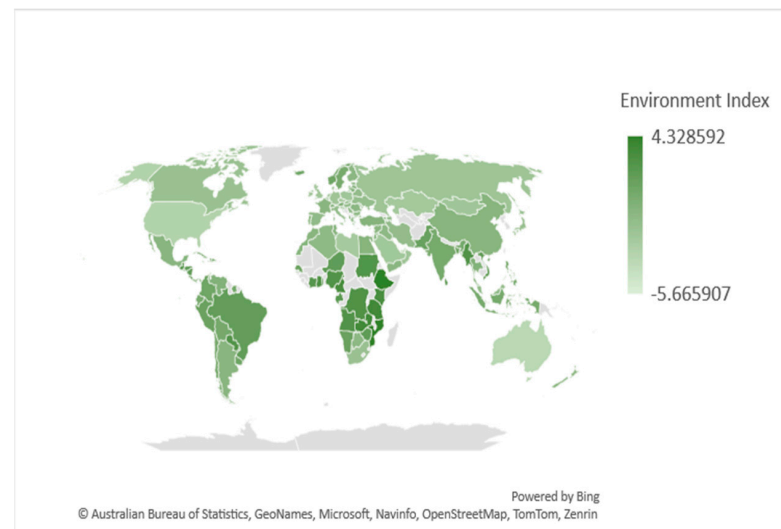 Environment Index
4.328592
-5.665907
Powered by Bing
© Australian Bureau of Statistics, GeoNames, Microsoft, Navinfo, OpenStreetMap, TomTom, Zenrin